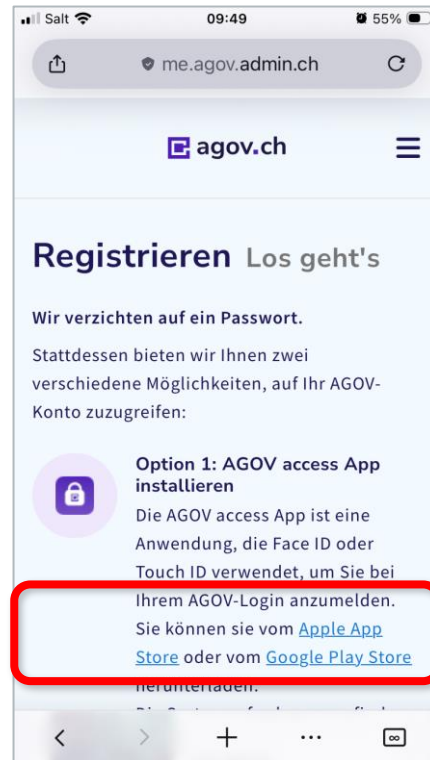 Salt 09:49 55%
me.agov.admin.ch
agov.ch
Registrieren Los geht's
Wir verzichten auf ein Passwort.
Stattdessen bieten wir Ihnen zwei
verschiedene Möglichkeiten, auf Ihr AGOV-
Konto zuzugreifen:
Option 1: AGOV access App
installieren
Die AGOV access App ist eine
Anwendung, die Face ID oder
Touch ID verwendet, um Sie bei
Ihrem AGOV-Login anzumelden.
Sie können sie vom Apple App
Store oder vom Google Play Store
herunterladen.